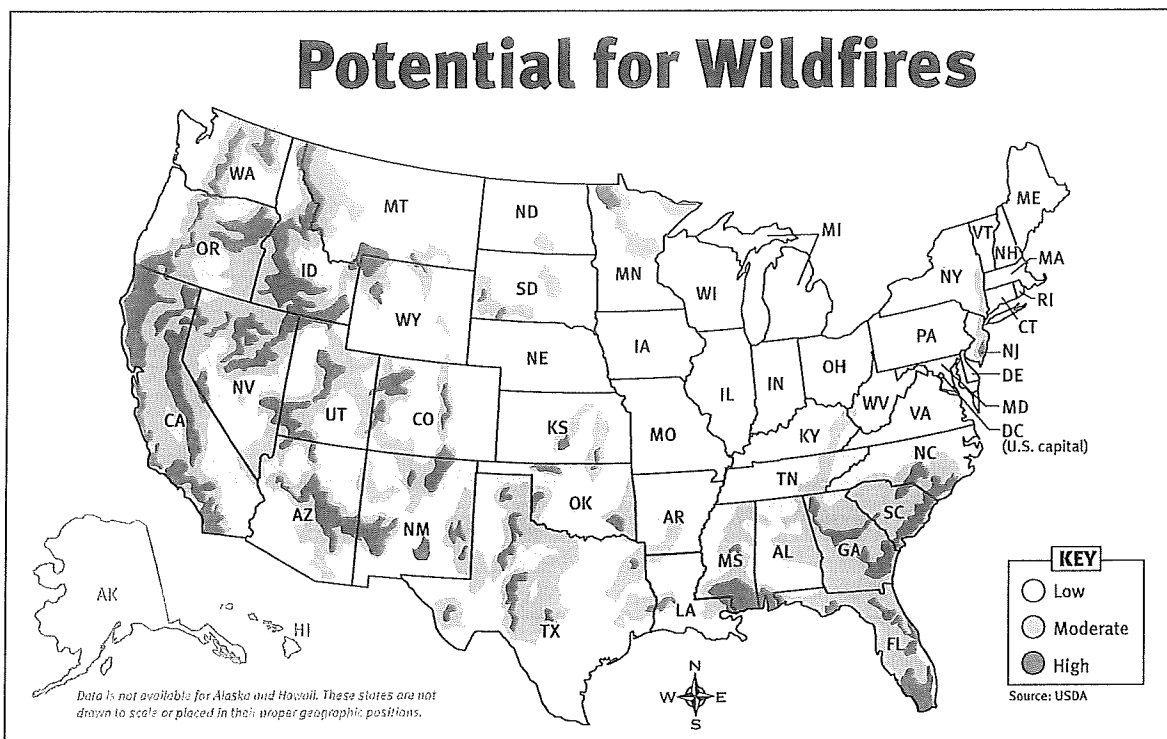 Potential for Wildfires
WA
MT
ND
ME
OR
ID
MN
MI
VT
NH
MA
SD
WI
NY
WY
RI
CT
NE
IA
PA
NJ
NV
UT
CO
IL
IN
OH
DE
CA
KS
MO
WV
VA
MD
KY
DC
(U.S. capital)
NC
TN
AZ
NM
OK
AR
SC
MS
AL
GA
AK
HI
TX
LA
FL
KEY
Low
Moderate
High
Source: USDA
N
W E
S
Data is not available for Alaska and Hawaii. These states are not
drawn to scale or placed in their proper geographic positions.